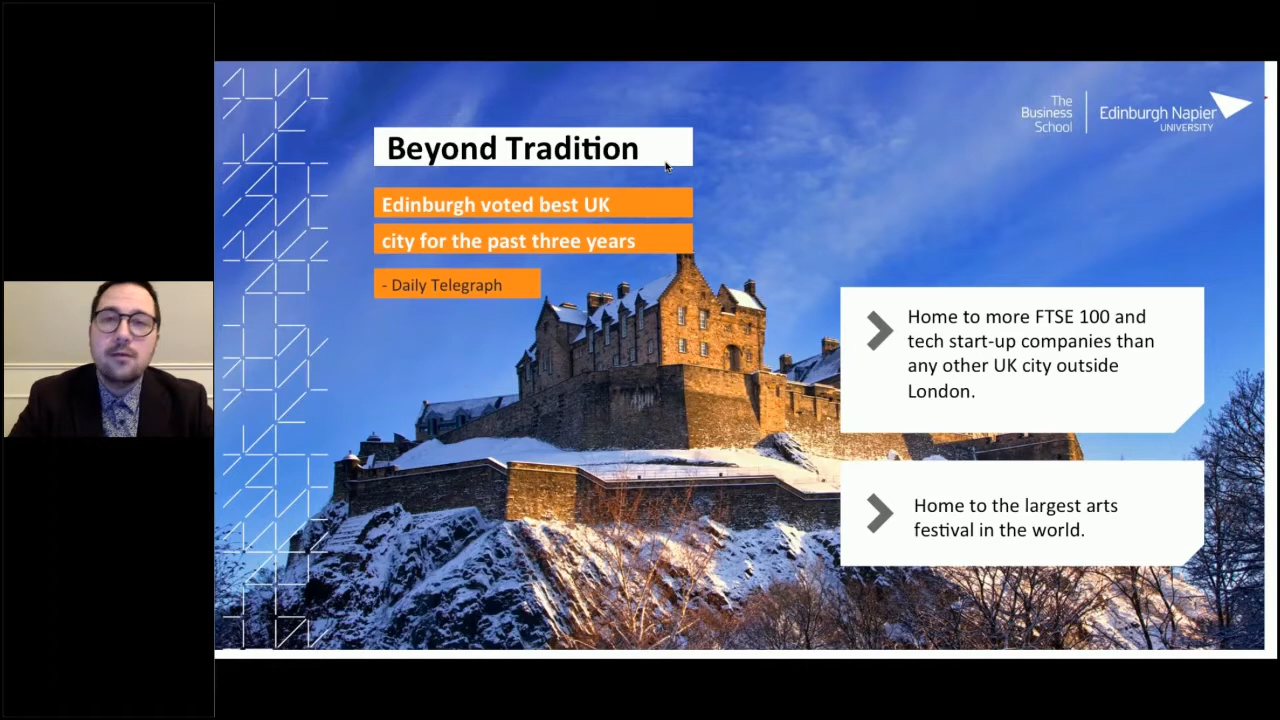 The
Business
School
Edinburgh Napier
UNIVERSITY
Beyond Tradition
Edinburgh voted best UK
city for the past three years
- Daily Telegraph
Home to more FTSE 100 and
tech start-up companies than
any other UK city outside
London.
Home to the largest arts
festival in the world.